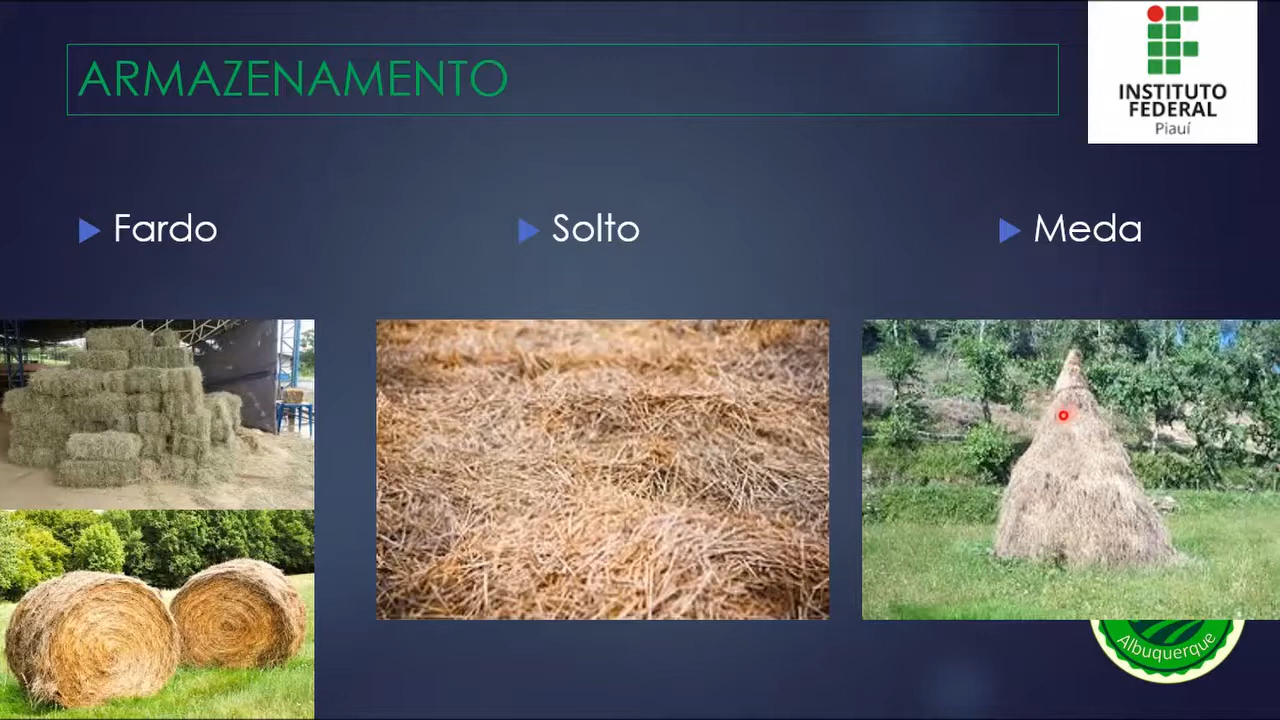 ARMAZENAMENTO
INSTITUTO
FEDERAL
Piauí
Fardo
Solto
Meda
Albuquerque